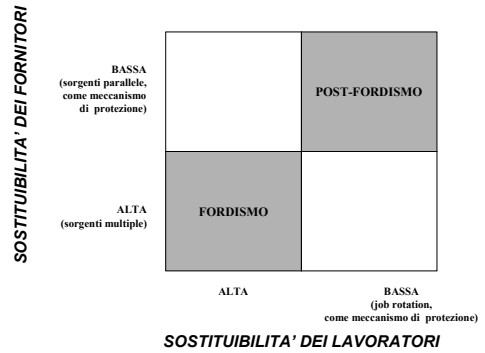 SOSTITUIBILITA' DEI FORNITORI
BASSA
(sorgenti parallele,
come meccanismo
di protezione)
POST-FORDISMO
ALTA
(sorgenti multiple)
FORDISMO
ALTA
BASSA
(job rotation,
come meccanismo di protezione)
SOSTITUIBILITA' DEI LAVORATORI